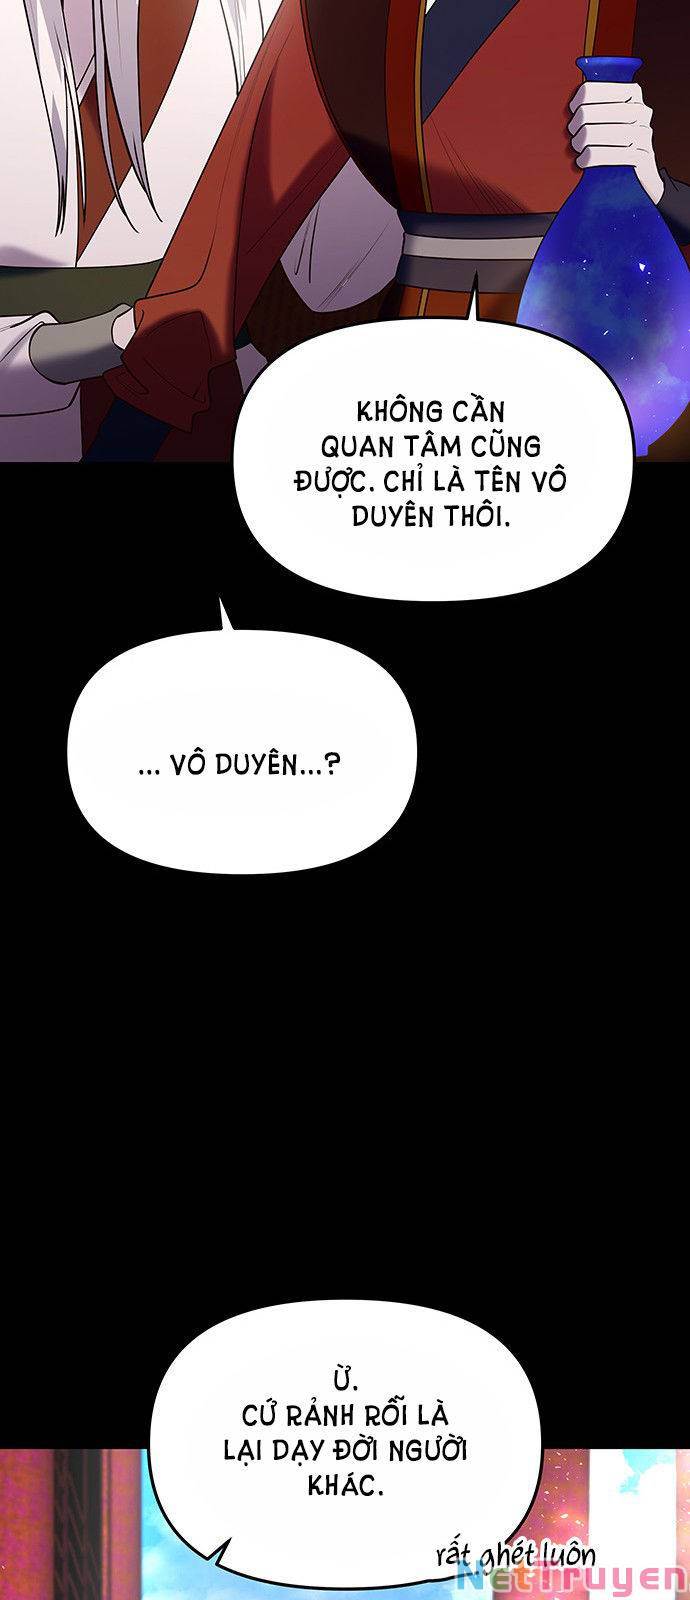 KHÔNG CẦN
QUAN TÂM CŨNG
ĐƯỢC. CHỈ LÀ TÊN VÔ
DUYÊN THÔI.
... VÔ DUYÊN...?
Ừ.
CỨ RẢNH RỖI LÀ
LẠI DẠY ĐỜI NGƯỜI
KHÁC.
rất ghét luôn
NetTruyen